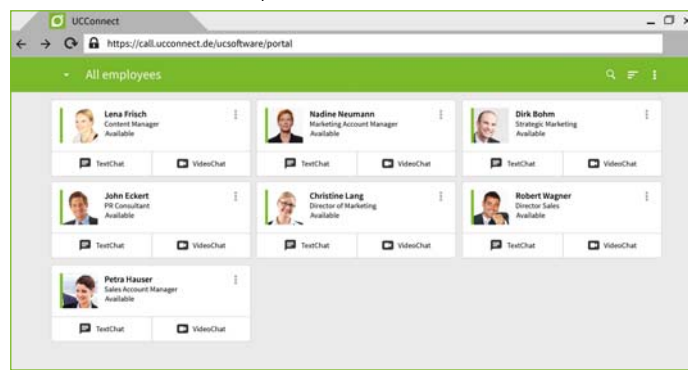 UCConnect
https://call.ucconnect.de/ucsoftware/portal
All employees
Lena Frisch
Content Manager
Available
TextChat
VideoChat
Nadine Neumann
Marketing Account Manager
Available
TextChat
VideoChat
Dirk Bohm
Strategic Marketing
Available
TextChat
VideoChat
John Eckert
PR Consultant
Available
TextChat
VideoChat
Christine Lang
Director of Marketing
Available
TextChat
VideoChat
Robert Wagner
Director Sales
Available
TextChat
VideoChat
Petra Hauser
Sales Account Manager
Available
TextChat
VideoChat